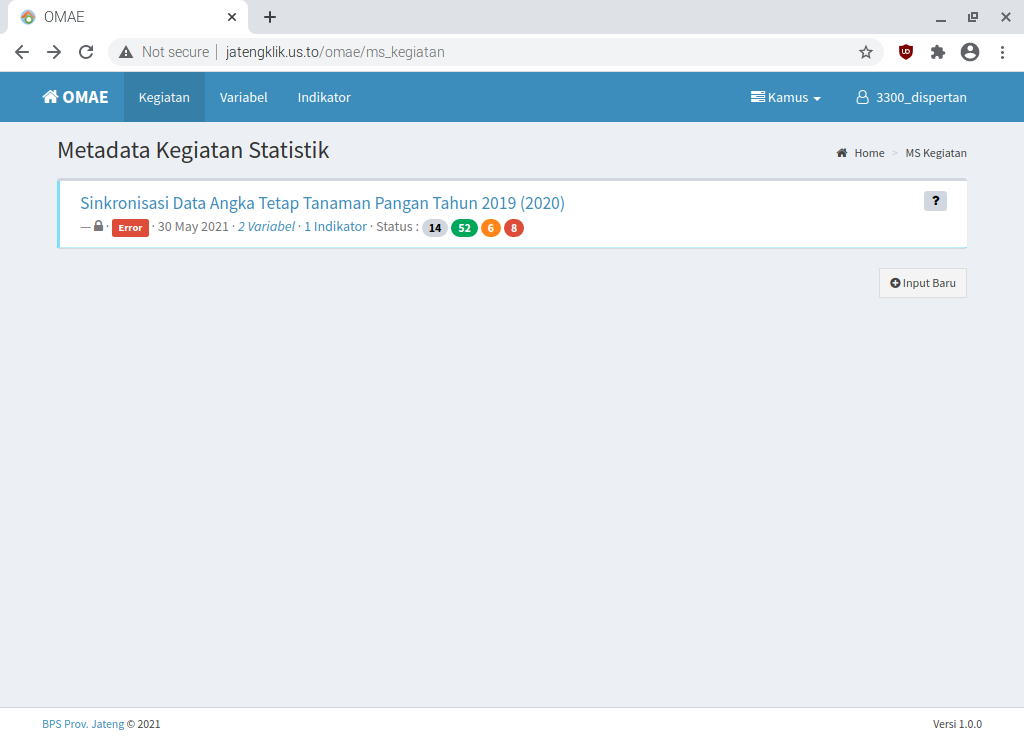 OMAE
Not secure | jatengklik.us.to/omae/ms_kegiatan
OMAE Kegiatan Variabel Indikator Kamus 3300_dispertan
Metadata Kegiatan Statistik
Home > MS Kegiatan
Sinkronisasi Data Angka Tetap Tanaman Pangan Tahun 2019 (2020) ?
— · Error · 30 May 2021 · 2 Variabel · 1 Indikator · Status : 14 52 6 8
Input Baru
BPS Prov. Jateng © 2021 Versi 1.0.0